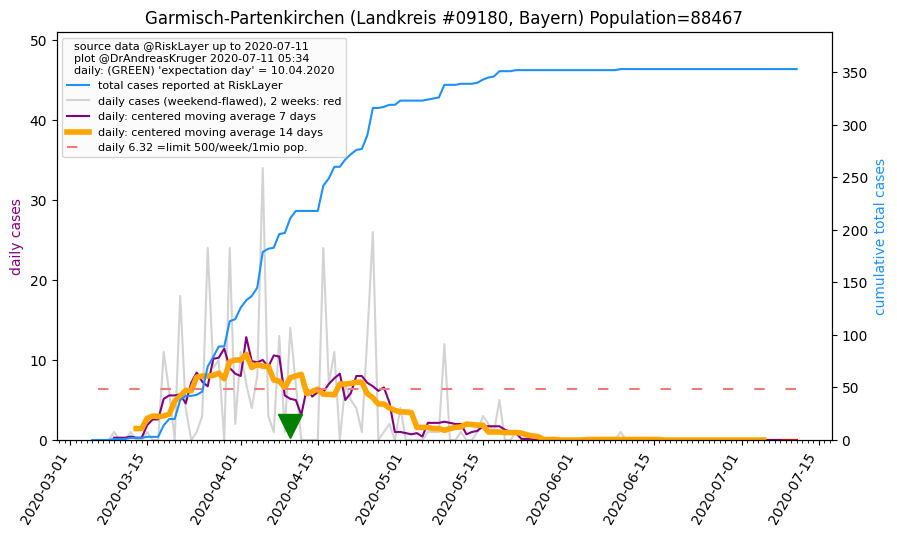 Garmisch-Partenkirchen (Landkreis #09180, Bayern) Population=88467
source data @RiskLayer up to 2020-07-11
plot @DrAndreasKruger 2020-07-11 05:34
daily: (GREEN) 'expectation day' = 10.04.2020
total cases reported at RiskLayer
daily cases (weekend-flawed), 2 weeks: red
daily: centered moving average 7 days
daily: centered moving average 14 days
daily 6.32 =limit 500/week/1mio pop.
daily cases
50
40
30
20
10
0
cumulative total cases
350
300
250
200
150
100
50
0
2020-03-01
2020-03-15
2020-04-01
2020-04-15
2020-05-01
2020-05-15
2020-06-01
2020-06-15
2020-07-01
2020-07-15